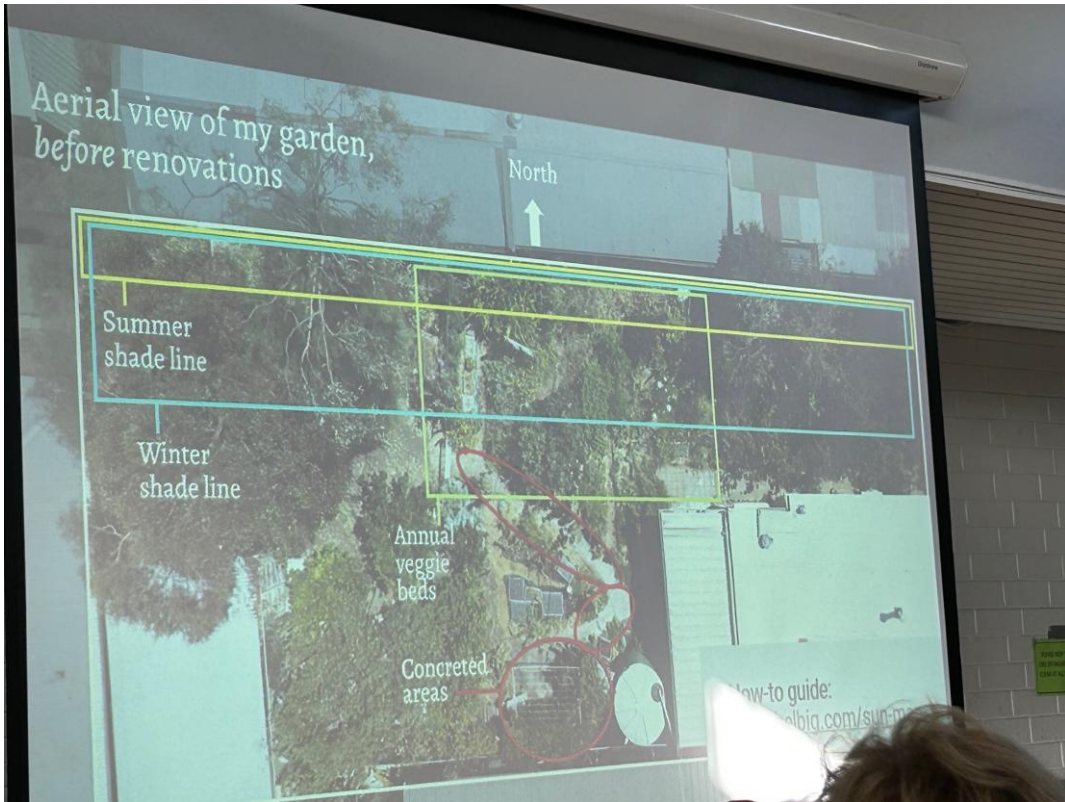 Aerial view of my garden,
before renovations
North
Summer
shade line
Winter
shade line
Annual
veggie
beds
Concreted
areas
How-to guide: